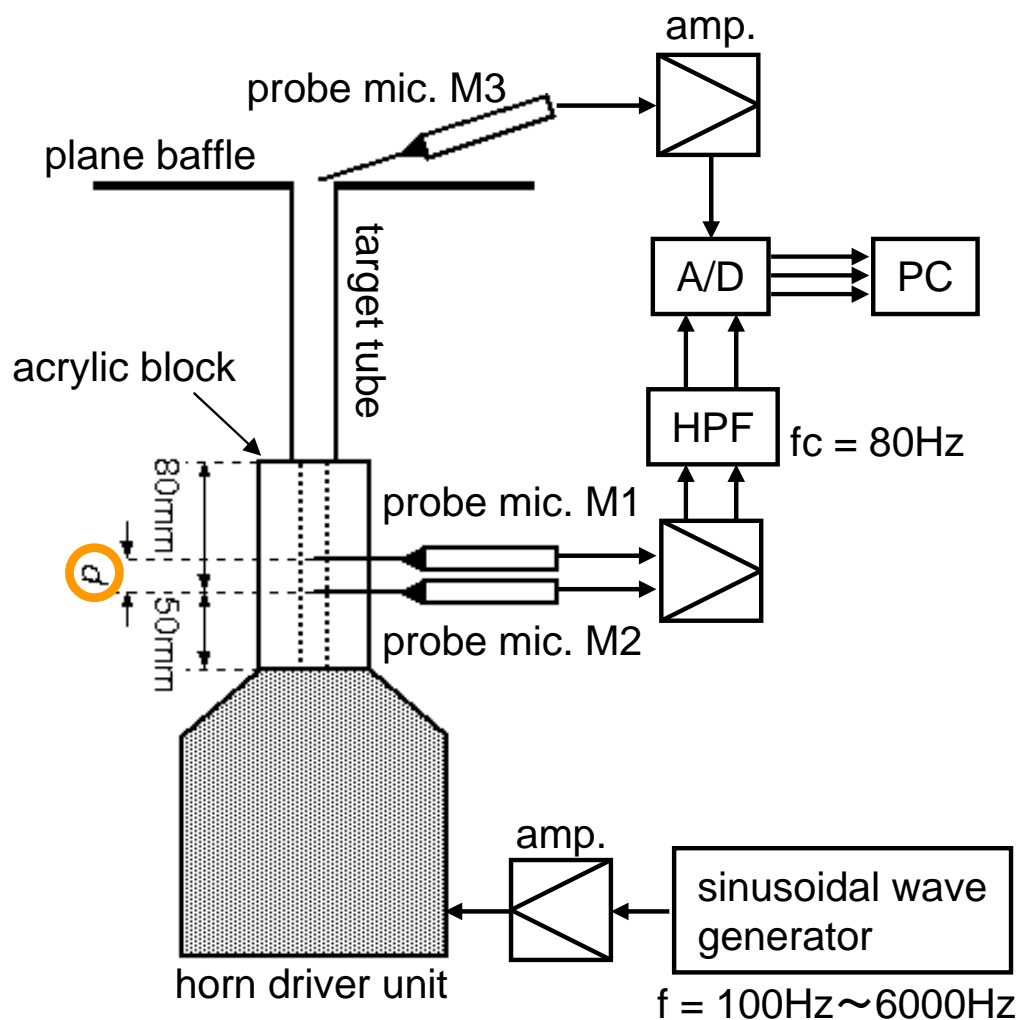 amp.
probe mic. M3
plane baffle
target tube
A/D
PC
acrylic block
HPF
fc = 80Hz
80mm
probe mic. M1
d
50mm
probe mic. M2
amp.
sinusoidal wave
generator
horn driver unit
f = 100Hz～6000Hz